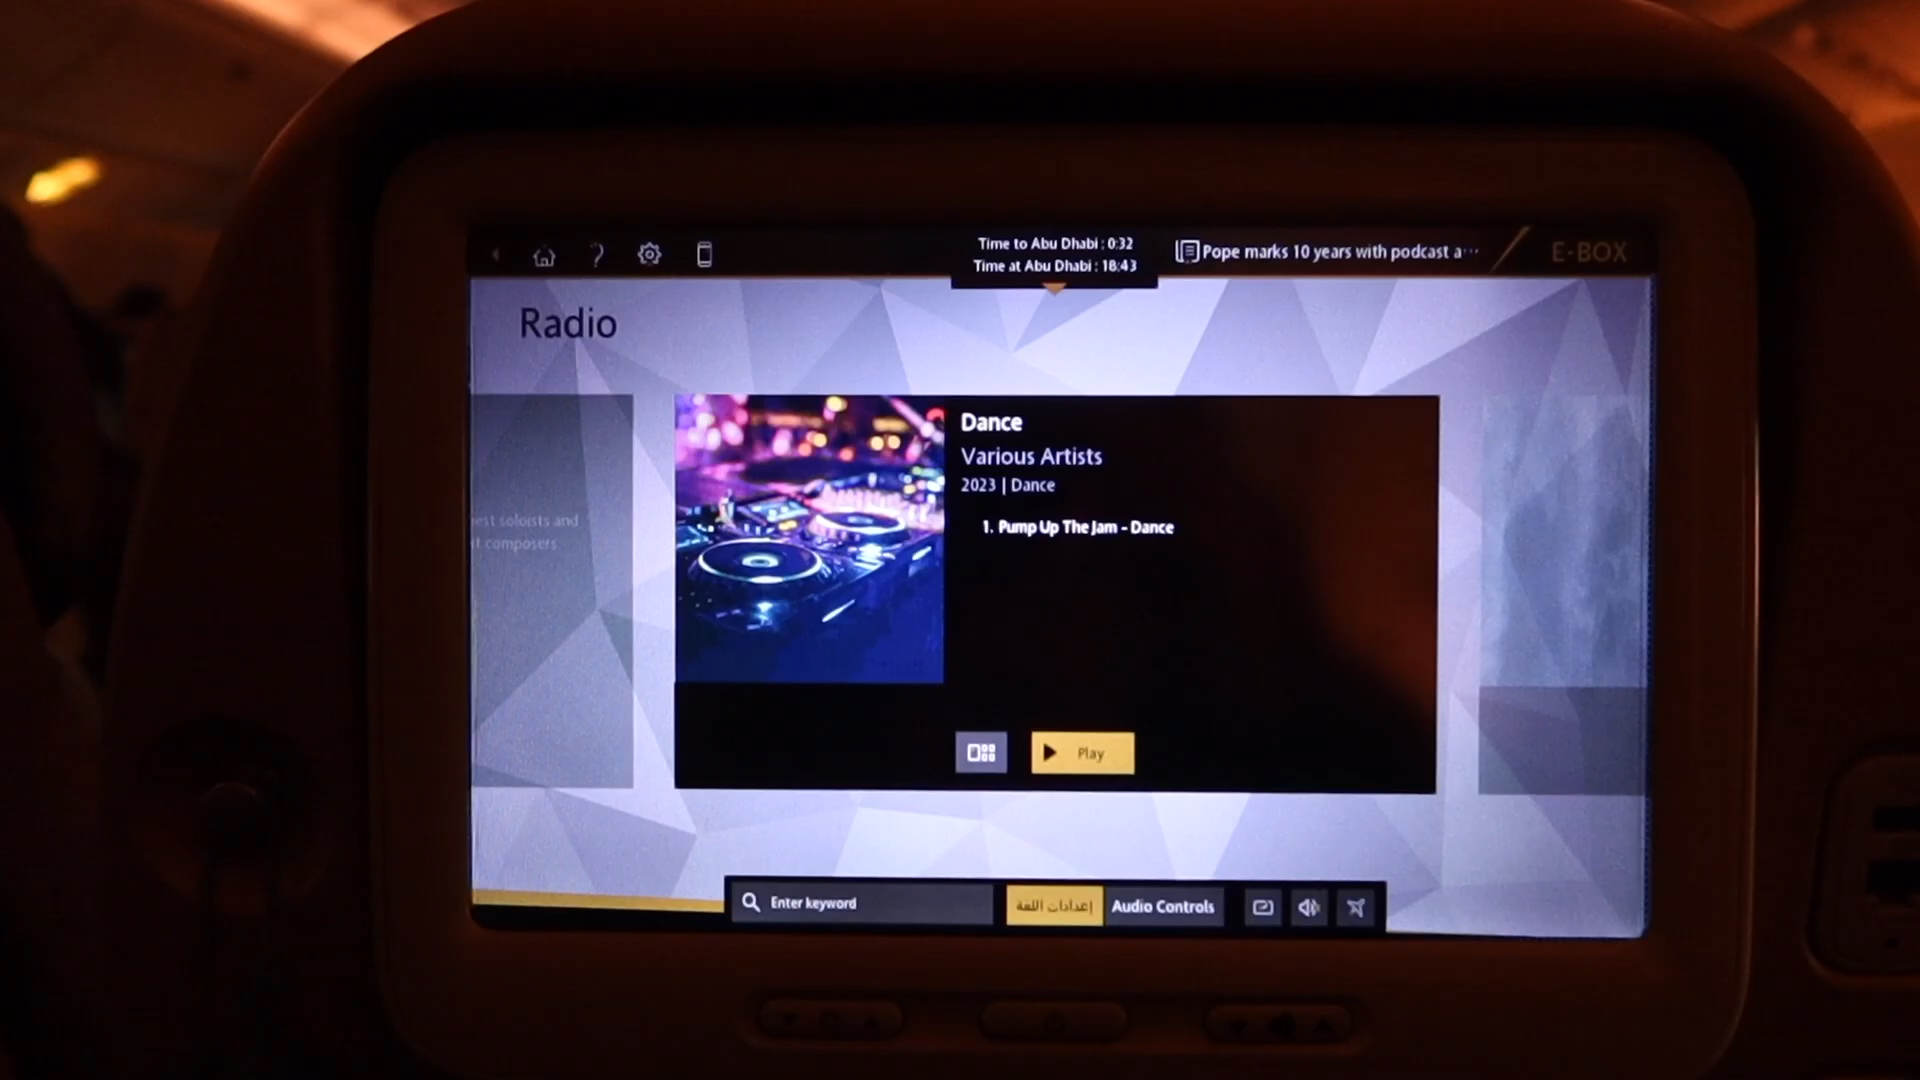 Time to Abu Dhabi : 0:32
Time at Abu Dhabi : 18:43
Pope marks 10 years with podcast a...
E-BOX
Radio
soloists and
composers
Dance
Various Artists
2023 | Dance
1. Pump Up The Jam - Dance
Play
Enter keyword
إعدادات اللغة
Audio Controls